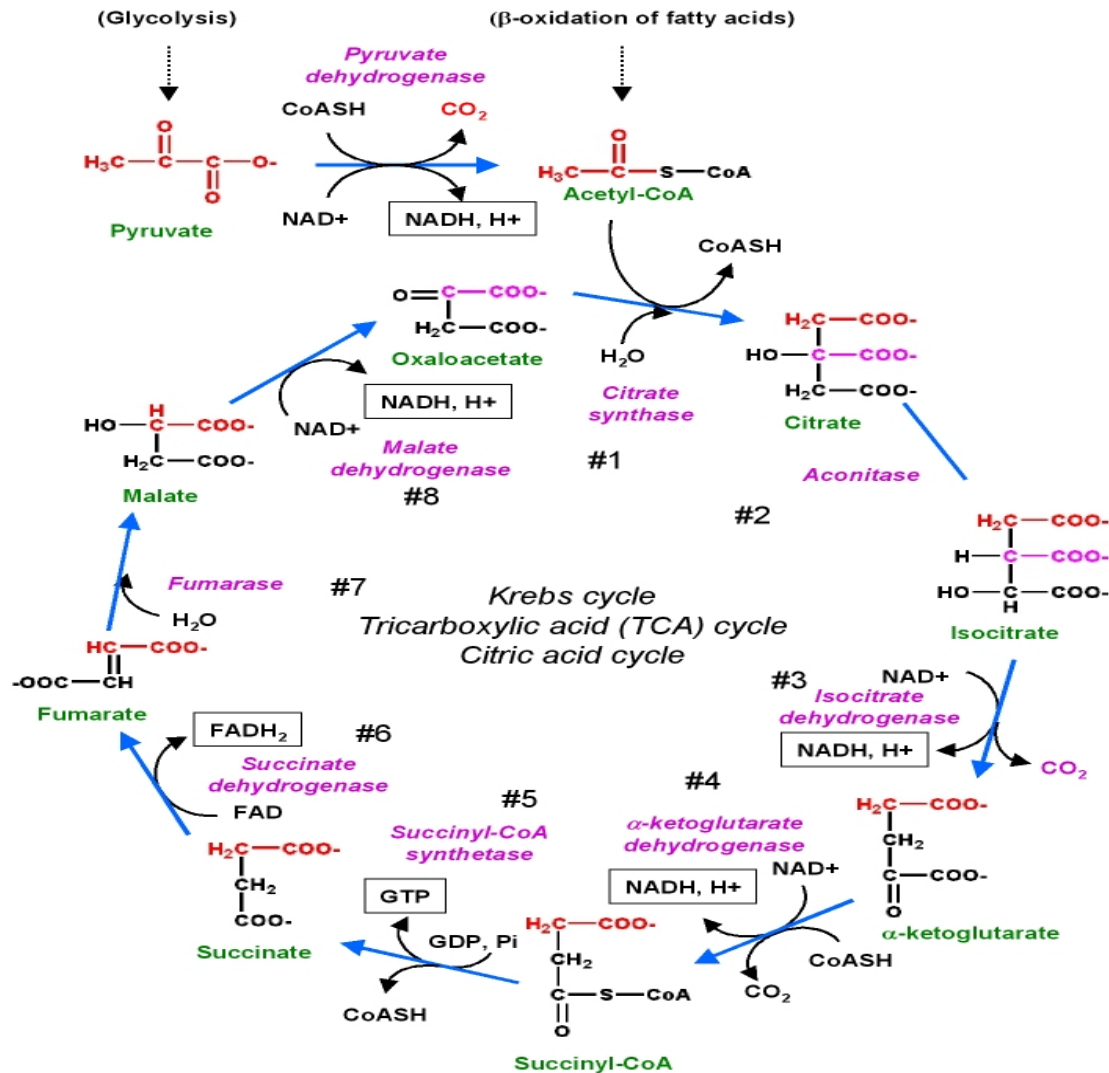 (Glycolysis)
(β-oxidation of fatty acids)
Pyruvate
dehydrogenase
CoASH
CO₂
O
H₃C—C—C—O-
O
Pyruvate
NAD+
NADH, H+
O
H₃C—C—S—CoA
Acetyl-CoA
CoASH
O=C—COO-
H₂C—COO-
Oxaloacetate
H₂O
Citrate
synthase
#1
H₂C—COO-
HO—C—COO-
H₂C—COO-
Citrate
Aconitase
#2
H₂C—COO-
H—C—COO-
HO—C—COO-
H
Isocitrate
NAD+
#3
Isocitrate
dehydrogenase
NADH, H+
CO₂
H₂C—COO-
CH₂
C—COO-
O
α-ketoglutarate
#4
α-ketoglutarate
dehydrogenase
NAD+
NADH, H+
CoASH
CO₂
H₂C—COO-
CH₂
C—S—CoA
O
Succinyl-CoA
#5
Succinyl-CoA
synthetase
GTP
GDP, Pi
CoASH
H₂C—COO-
CH₂
COO-
Succinate
#6
FADH₂
Succinate
dehydrogenase
FAD
HC—COO-
-OOC—CH
Fumarate
#7
Fumarase
H₂O
H
HO—C—COO-
H₂C—COO-
Malate
NADH, H+
NAD+
Malate
dehydrogenase
#8
Krebs cycle
Tricarboxylic acid (TCA) cycle
Citric acid cycle